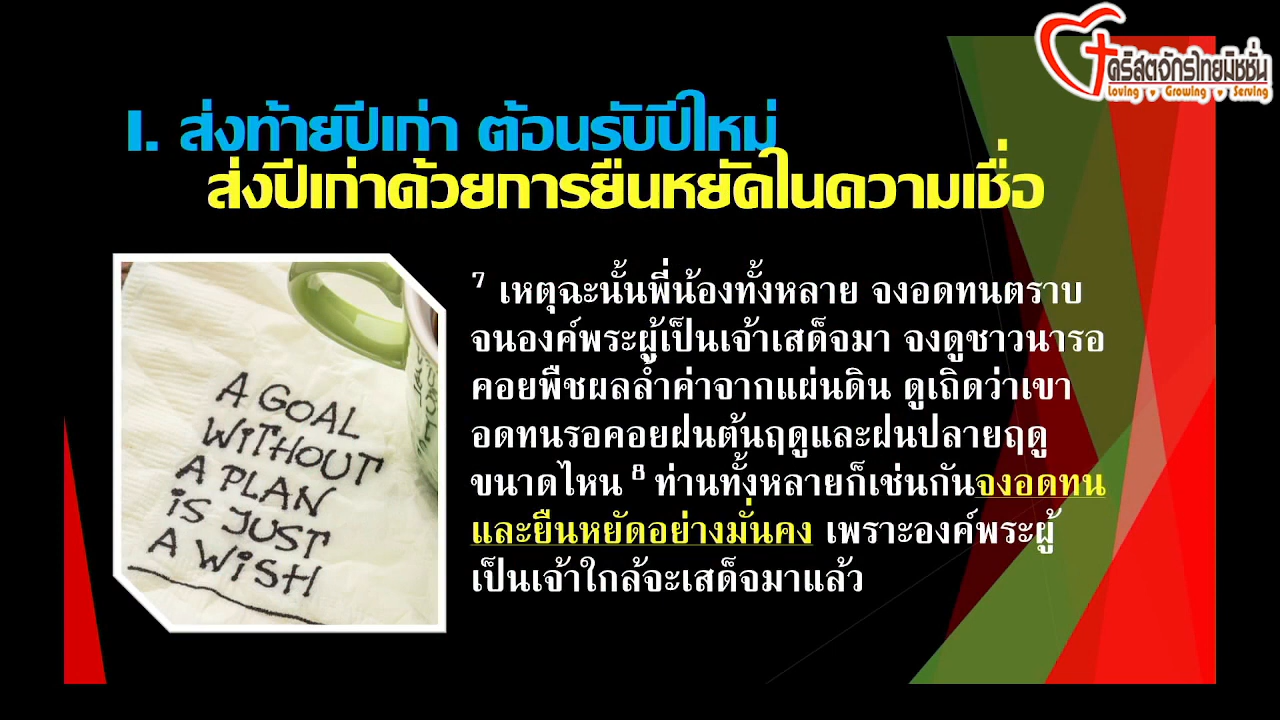 คริสตจักรไทยมิชชั่น
Loving ♥ Growing ♥ Serving
1. ส่งท้ายปีเก่า ต้อนรับปีใหม่
ส่งปีเก่าด้วยการยืนหยัดในความเชื่อ
7 เหตุฉะนั้นพี่น้องทั้งหลาย จงอดทนตราบ
จนองค์พระผู้เป็นเจ้าเสด็จมา จงดูชาวนารอ
คอยพืชผลล้ำค่าจากแผ่นดิน ดูเถิดว่าเขา
อดทนรอคอยฝนต้นฤดูและฝนปลายฤดู
ขนาดไหน 8 ท่านทั้งหลายก็เช่นกันจงอดทน
และยืนหยัดอย่างมั่นคง เพราะองค์พระผู้
เป็นเจ้าใกล้จะเสด็จมาแล้ว
A GOAL
WITHOUT
A PLAN
IS JUST
A WISH